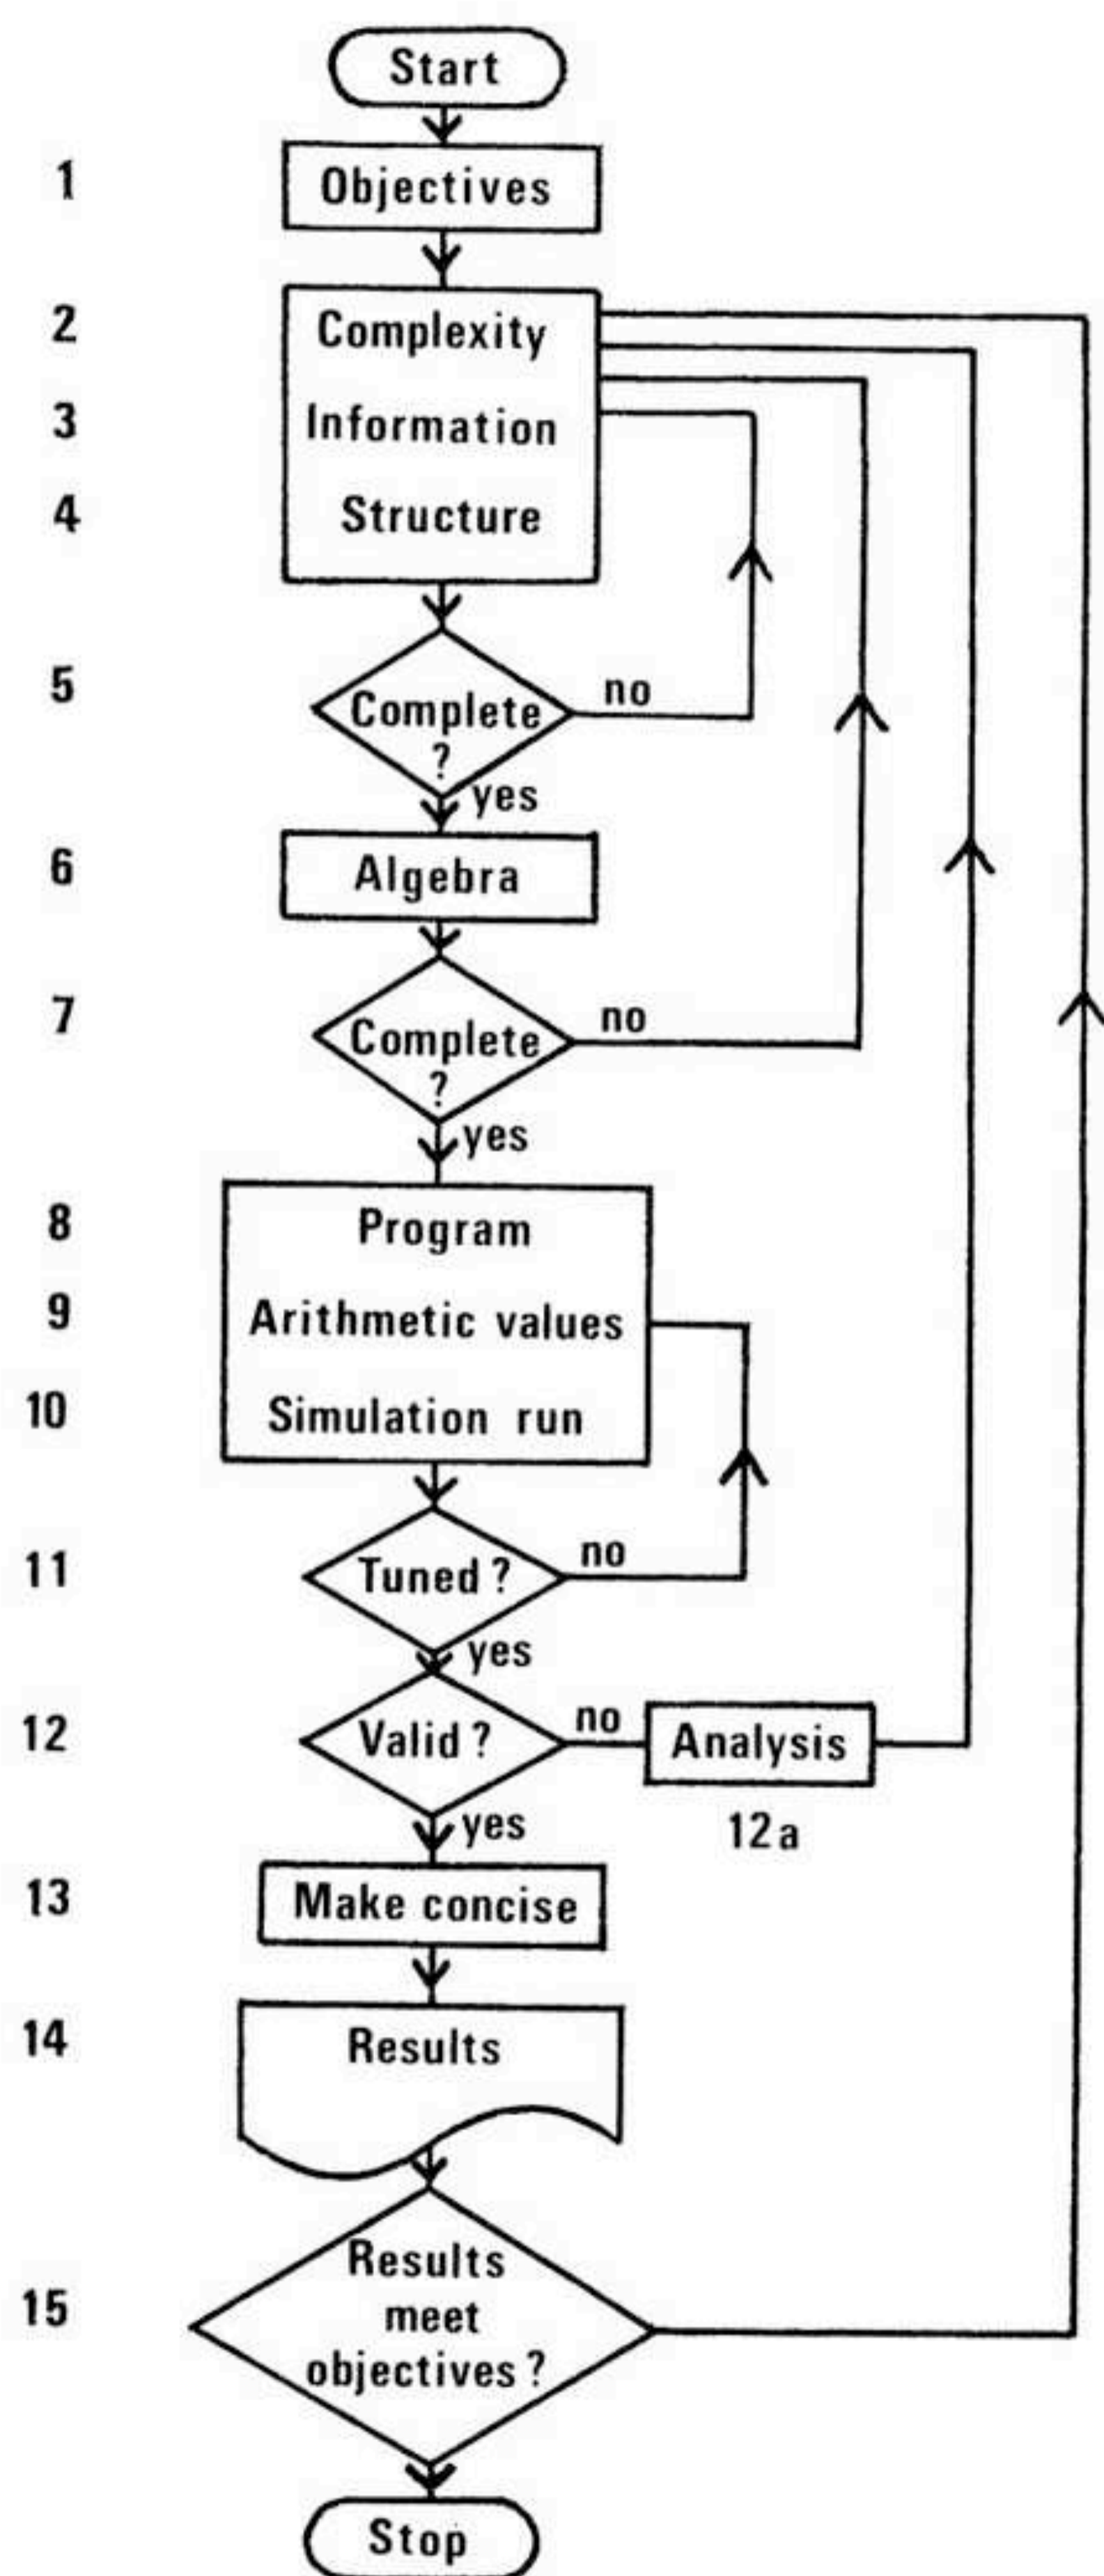 Start
1 Objectives
2 Complexity
3 Information
4 Structure
5 Complete no
?
yes
6 Algebra
7 Complete no
?
yes
8 Program
9 Arithmetic values
10 Simulation run
11 Tuned? no
yes
12 Valid? no Analysis
yes 12a
13 Make concise
14 Results
Results
15 meet
objectives?
Stop